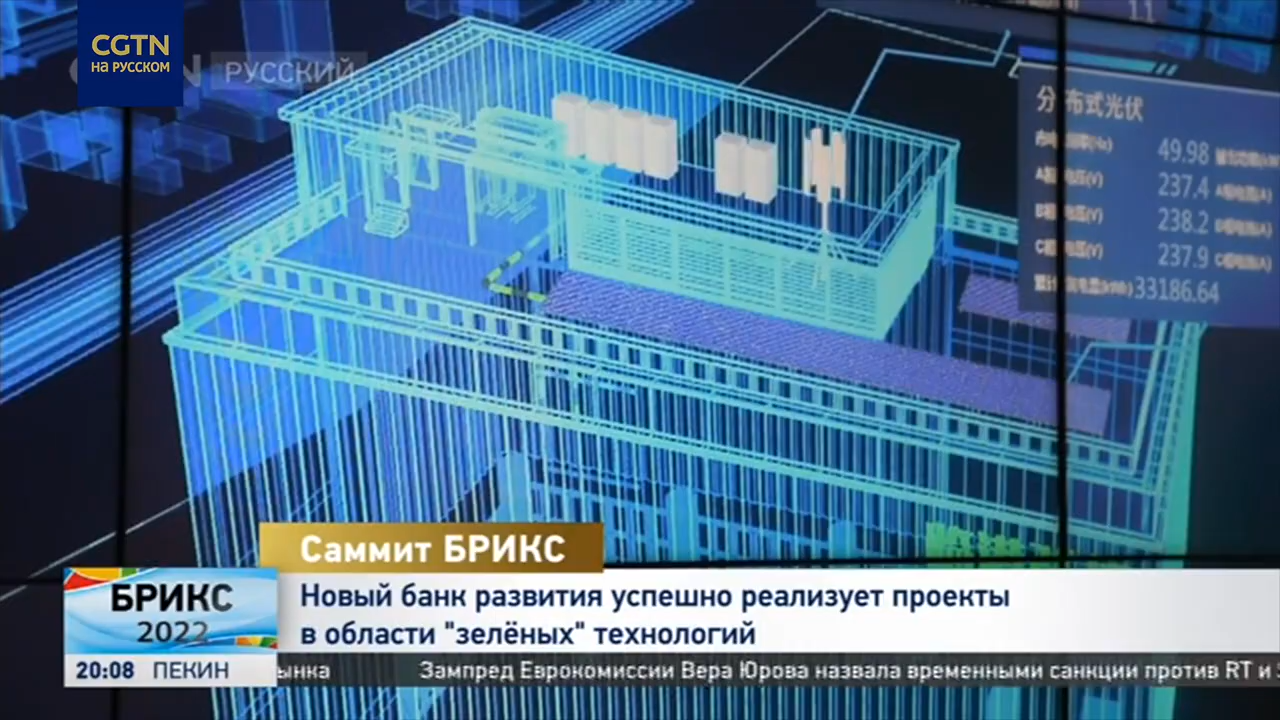 CGTN
НА РУССКОМ
РУССКИЙ
11
分布式光伏
49.98
237.4
238.2
237.9
33186.64
Саммит БРИКС
БРИКС
2022
Новый банк развития успешно реализует проекты
в области "зелёных" технологий
20:08 ПЕКИН
ынка Зампред Еврокомиссии Вера Юрова назвала временными санкции против RT и